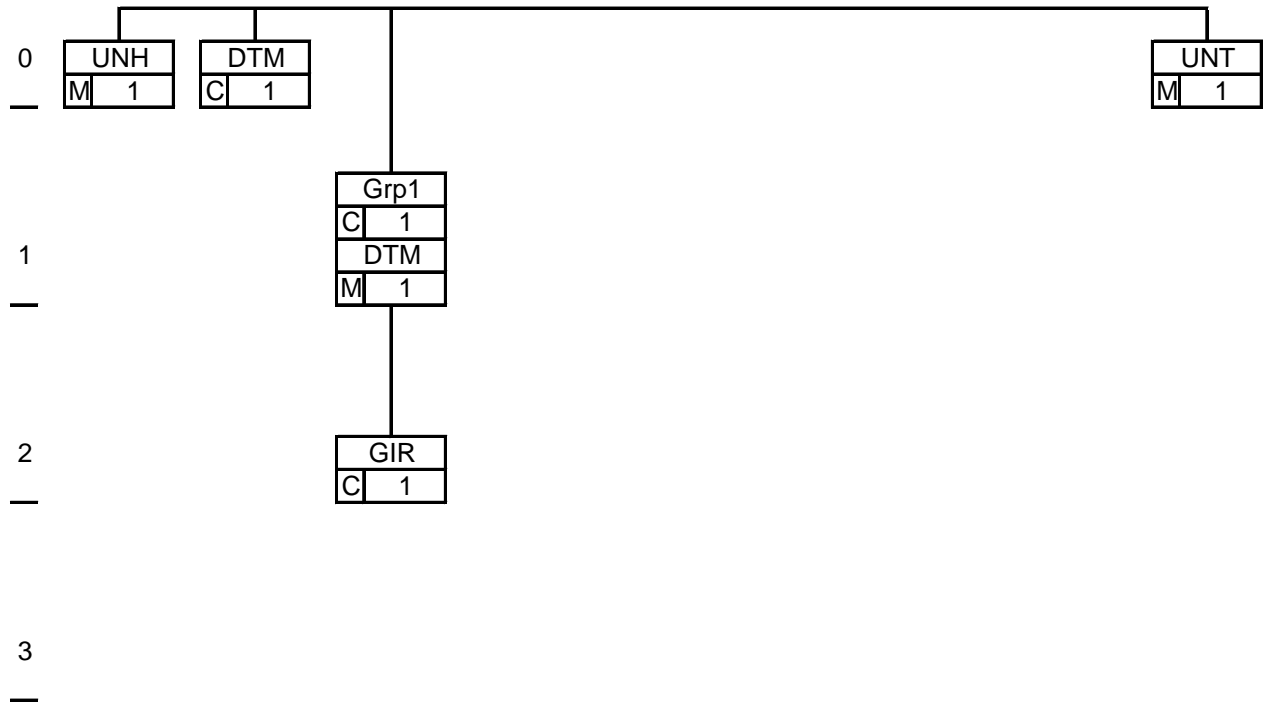 0 UNH DTM UNT
M 1 C 1 M 1
Grp1
C 1
1 DTM
M 1
2 GIR
C 1
3